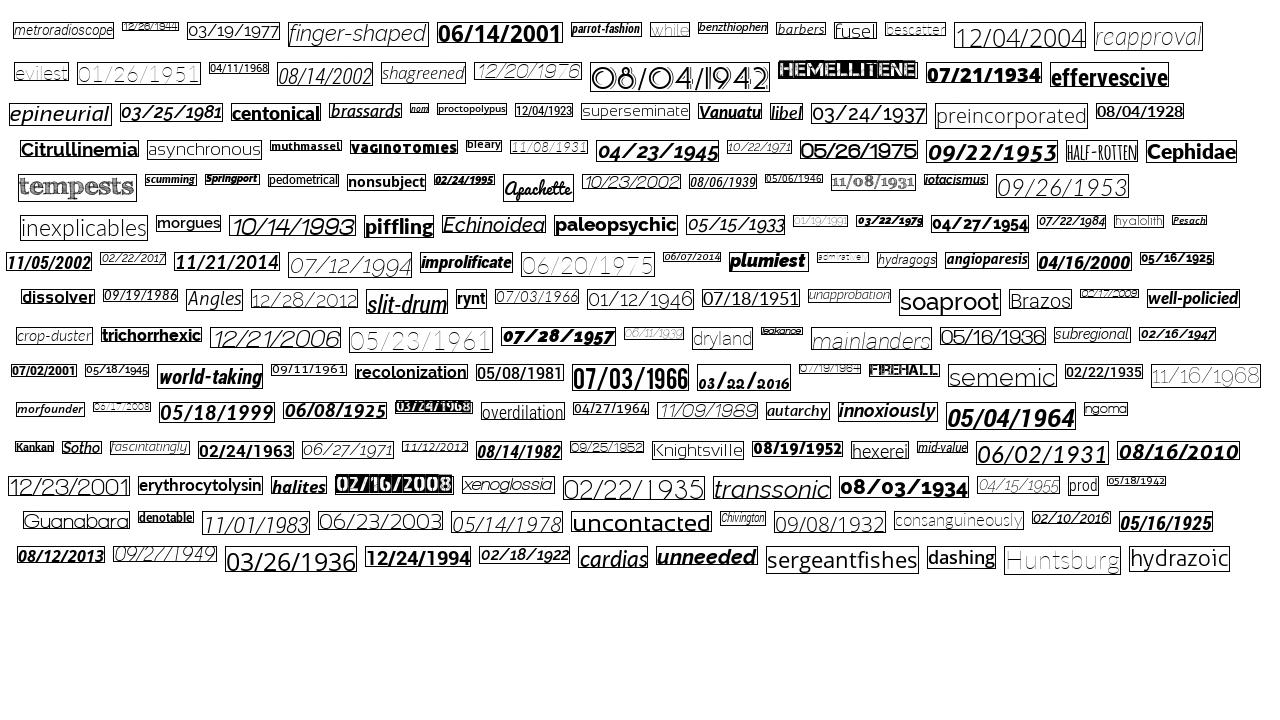 metroradioscope 12/28/1944 03/19/1977 finger-shaped 06/14/2001 parrot-fashion while benzthiophen barbers fusel bescatter 12/04/2004 reapproval
evilest 01/26/1951 04/11/1968 08/14/2002 shagreened 12/20/1976 08/04/1942 HEMELLITENE 07/21/1934 effervescive
epineurial 03/25/1981 centonical brassards nom proctopolypus 12/04/1923 superseminate Vanuatu libel 03/24/1937 preincorporated 08/04/1928
Citrullinemia asynchronous muthmassel vaginotomies bleary 11/08/1931 04/23/1945 10/22/1971 05/26/1975 09/22/1953 half-rotten Cephidae
tempests scumming Springport pedometrical nonsubject 02/24/1995 Apachette 10/23/2002 08/06/1939 05/06/1946 11/08/1931 iotacismus 09/26/1953
inexplicables morgues 10/14/1993 piffling Echinoidea paleopsychic 05/15/1933 01/19/1991 03/22/1979 04/27/1954 07/22/1984 hyalolith Pesach
11/05/2002 02/22/2017 11/21/2014 07/12/1994 improlificate 06/20/1975 06/07/2014 plumiest hydragogs angioparesis 04/16/2000 05/16/1925
dissolver 09/19/1986 Angles 12/28/2012 slit-drum rynt 07/03/1966 01/12/1946 07/18/1951 unapprobation soaproot Brazos 02/17/2009 well-policied
crop-duster trichorrhexic 12/21/2006 05/23/1961 07/28/1957 06/11/1939 dryland leakance mainlanders 05/16/1936 subregional 02/16/1947
07/02/2001 05/18/1945 world-taking 09/11/1961 recolonization 05/08/1981 07/03/1966 03/22/2016 07/19/1984 FIREHALL sememic 02/22/1935 11/16/1968
morfounder 08/17/2008 05/18/1999 06/08/1925 03/24/1968 overdilation 04/27/1964 11/09/1989 autarchy innoxiously 05/04/1964 ngoma
Kankan Sotho fascinatingly 02/24/1963 06/27/1971 11/12/2012 08/14/1982 09/25/1952 Knightsville 08/19/1952 hexerei mid-value 06/02/1931 08/16/2010
12/23/2001 erythrocytolysin halites 02/16/2008 xenoglossia 02/22/1935 transsonic 08/03/1934 04/15/1955 prod 05/18/1942
Guanabara denotable 11/01/1983 06/23/2003 05/14/1978 uncontacted Chivington 09/08/1932 consanguineously 02/10/2016 05/16/1925
08/12/2013 09/27/1949 03/26/1936 12/24/1994 02/18/1922 cardias unneeded sergeantfishes dashing Huntsburg hydrazoic